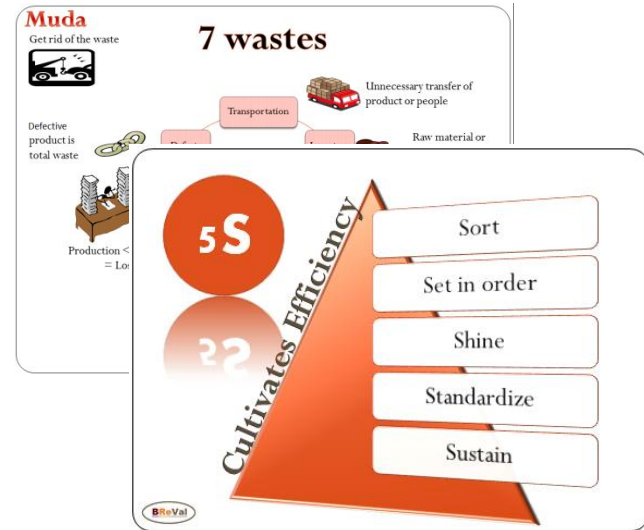 Muda
Get rid of the waste
7 wastes
Transportation
Unnecessary transfer of
product or people
Defective
product is
total waste
Raw material or
Production <
=
5S
Cultivates Efficiency
Sort
Set in order
Shine
Standardize
Sustain
BReVal